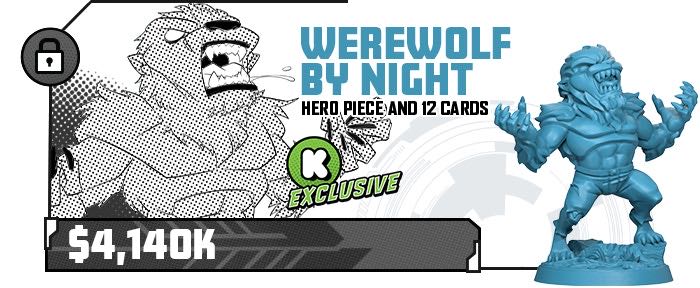 WEREWOLF
BY NIGHT
HERO PIECE AND 12 CARDS
K
EXCLUSIVE
$4,140K